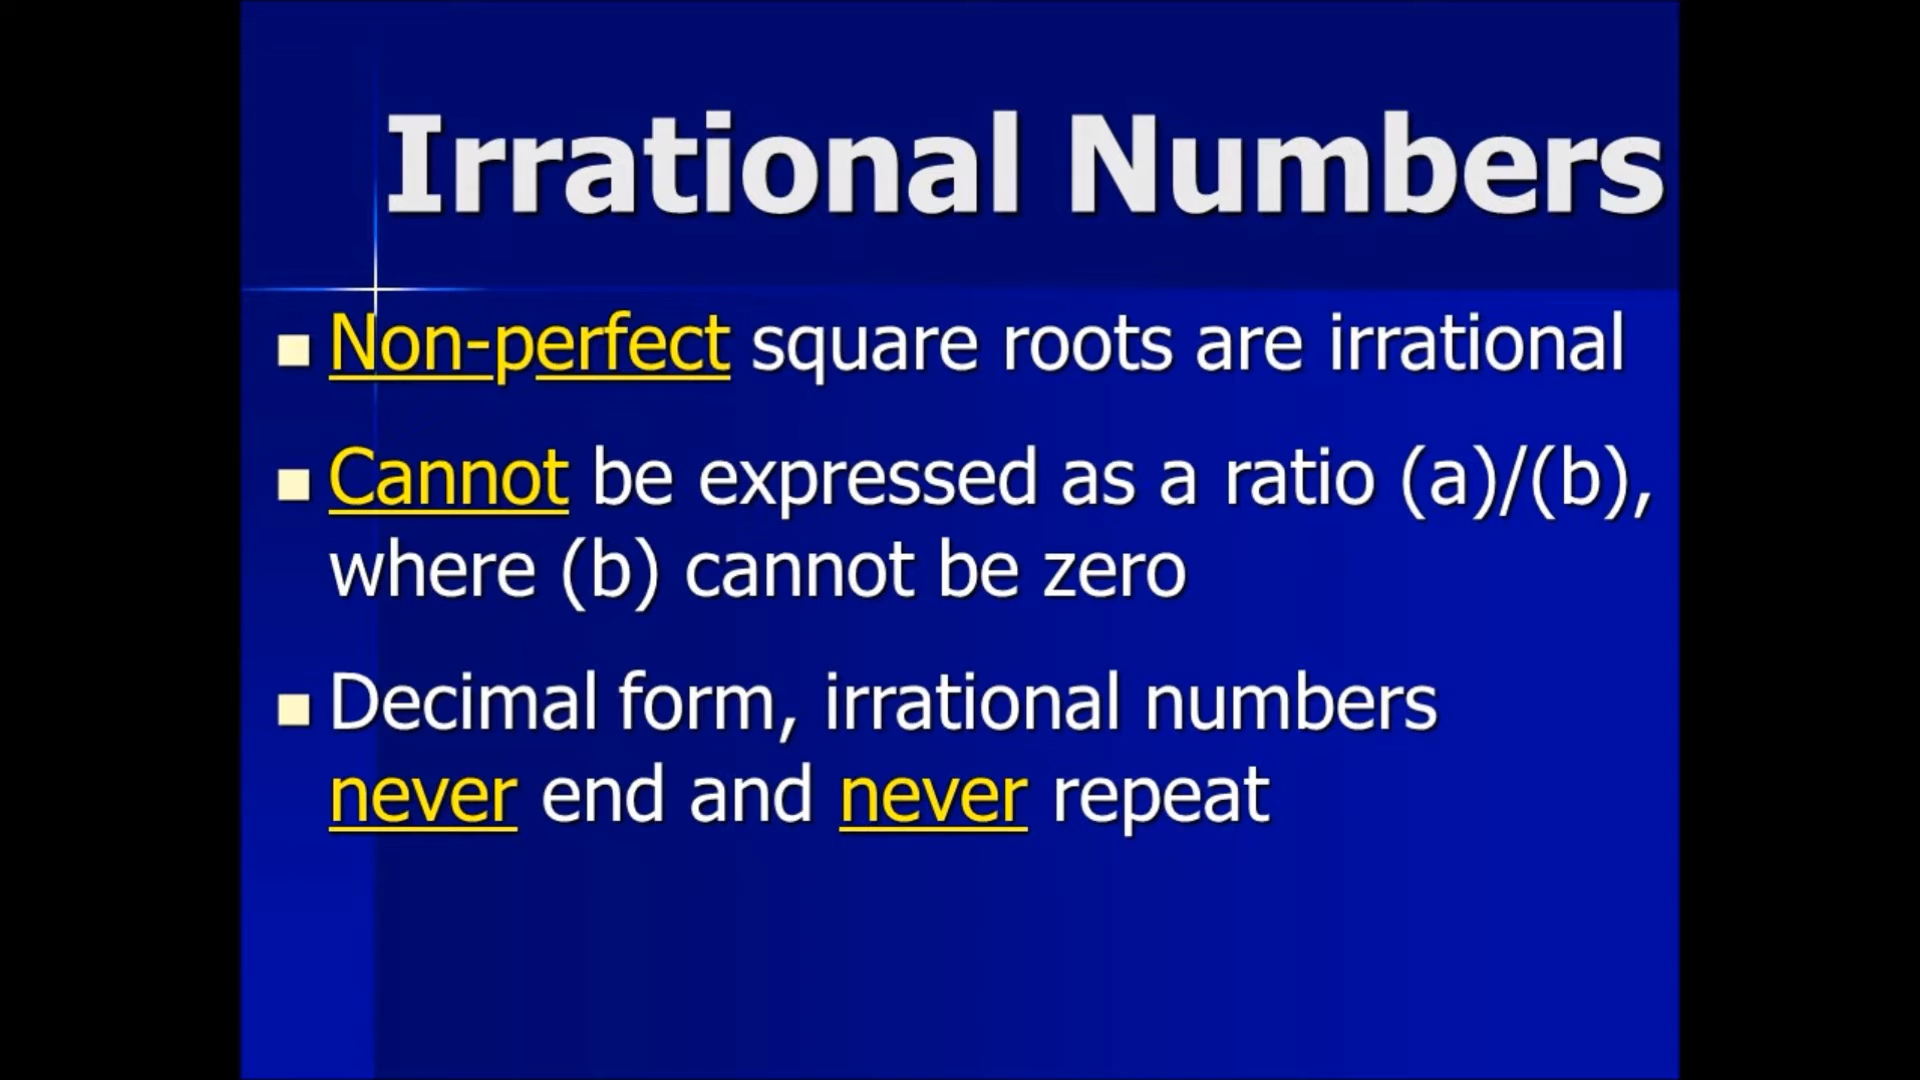 Irrational Numbers
Non-perfect square roots are irrational
Cannot be expressed as a ratio (a)/(b),
where (b) cannot be zero
Decimal form, irrational numbers
never end and never repeat